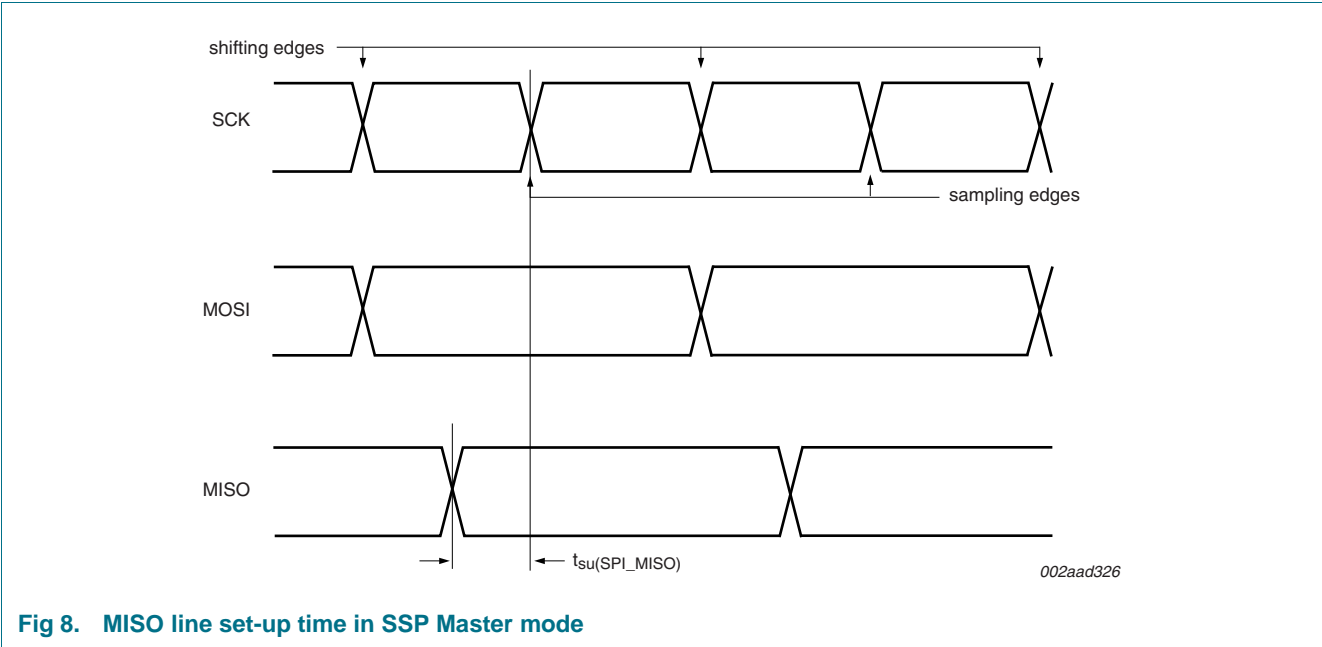 shifting edges
SCK
sampling edges
MOSI
MISO
tsu(SPI_MISO)
002aad326
Fig 8. MISO line set-up time in SSP Master mode